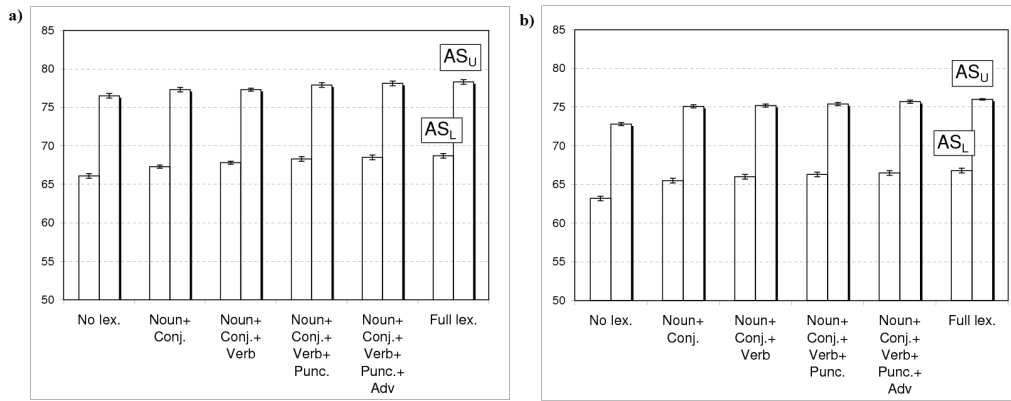 a)
85
80
75
70
65
60
55
50
AS_U
AS_L
No lex.
Noun+
Conj.
Noun+
Conj.+
Verb
Noun+
Conj.+
Verb+
Punc.
Noun+
Conj.+
Verb+
Punc.+
Adv
Full lex.
b)
85
80
75
70
65
60
55
50
AS_U
AS_L
No lex.
Noun+
Conj.
Noun+
Conj.+
Verb
Noun+
Conj.+
Verb+
Punc.
Noun+
Conj.+
Verb+
Punc.+
Adv
Full lex.